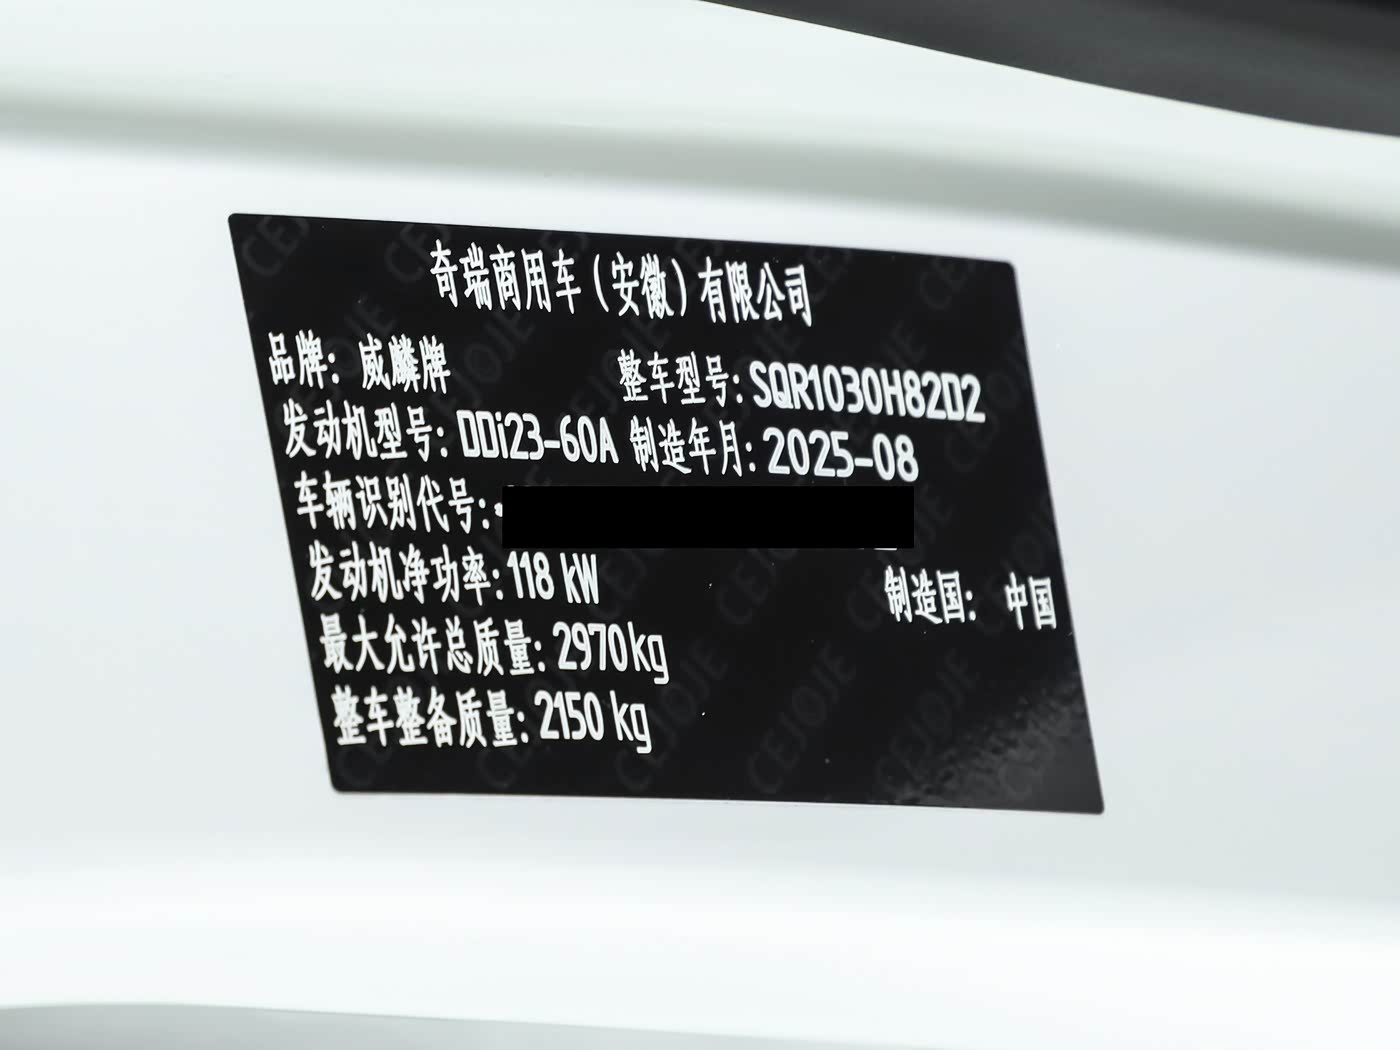 奇瑞商用车（安徽）有限公司
品牌：威麟牌 整车型号：SQR1030H82D2
发动机型号：DDi23-60A 制造年月：2025-08
车辆识别代号：
发动机净功率：118 kW 制造国：中国
最大允许总质量：2970kg
整车整备质量：2150 kg